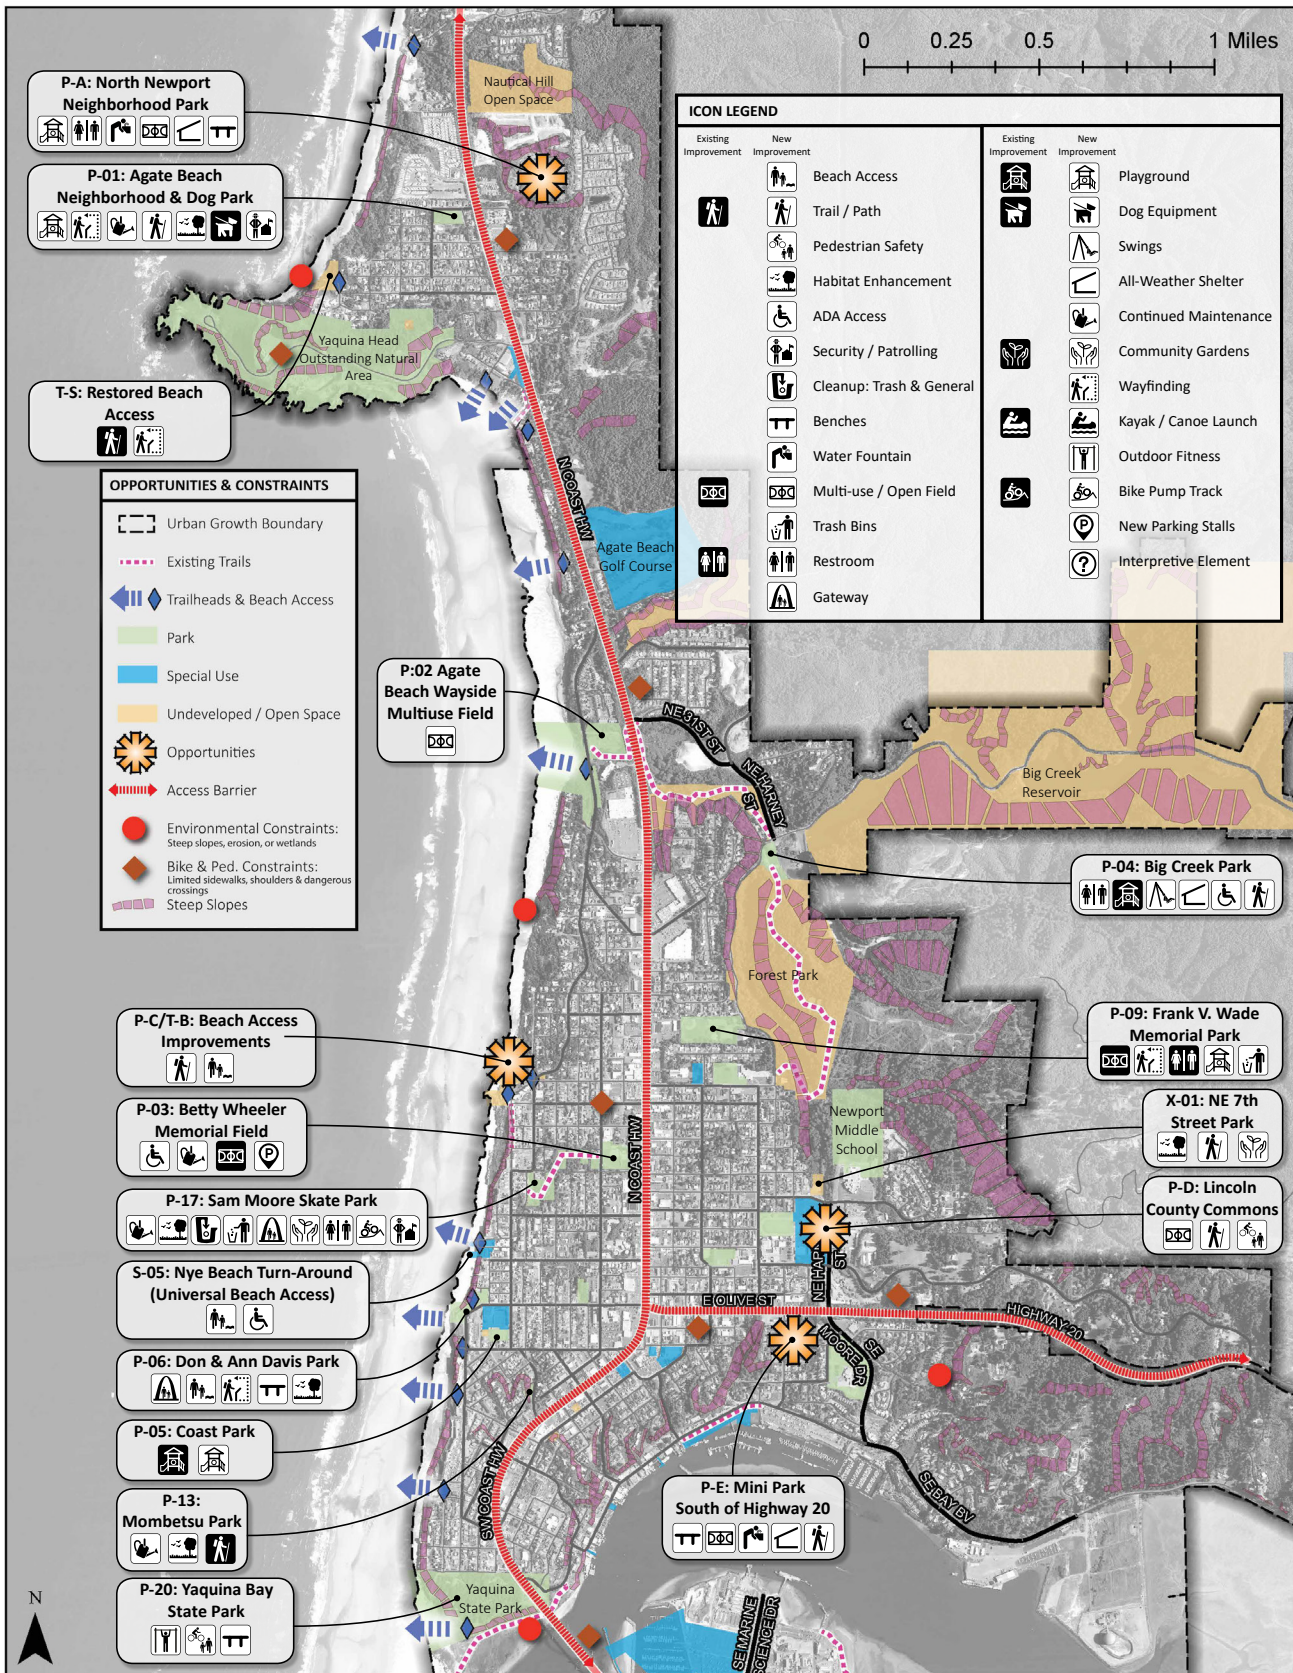 0 0.25 0.5 1 Miles
P-A: North Newport
Neighborhood Park
P-01: Agate Beach
Neighborhood & Dog Park
T-S: Restored Beach
Access
Nautical Hill
Open Space
Yaquina Head
Outstanding Natural
Area
ICON LEGEND
Existing
Improvement
New
Improvement
Beach Access
Trail / Path
Pedestrian Safety
Habitat Enhancement
ADA Access
Security / Patrolling
Cleanup: Trash & General
Benches
Water Fountain
Multi-use / Open Field
Trash Bins
Restroom
Gateway
Existing
Improvement
New
Improvement
Playground
Dog Equipment
Swings
All-Weather Shelter
Continued Maintenance
Community Gardens
Wayfinding
Kayak / Canoe Launch
Outdoor Fitness
Bike Pump Track
P
New Parking Stalls
?
Interpretive Element
OPPORTUNITIES & CONSTRAINTS
Urban Growth Boundary
Existing Trails
Trailheads & Beach Access
Park
Special Use
Undeveloped / Open Space
Opportunities
Access Barrier
Environmental Constraints:
Steep slopes, erosion, or wetlands
Bike & Ped. Constraints:
Limited sidewalks, shoulders & dangerous
crossings
Steep Slopes
N COAST HW
Agate Beach
Golf Course
P:02 Agate
Beach Wayside
Multiuse Field
NE 31ST ST
NE HARNEY
ST
Big Creek
Reservoir
P-04: Big Creek Park
Forest Park
P-09: Frank V. Wade
Memorial Park
P-C/T-B: Beach Access
Improvements
P-03: Betty Wheeler
Memorial Field
P
N COAST HW
Newport
Middle
School
X-01: NE 7th
Street Park
P-D: Lincoln
County Commons
P-17: Sam Moore Skate Park
S-05: Nye Beach Turn-Around
(Universal Beach Access)
NE HAR
ST
E OLIVE ST
HIGHWAY 20
SE
MOORE DR
P-06: Don & Ann Davis Park
P-05: Coast Park
P-13:
Mombetsu Park
SW COAST HW
P-E: Mini Park
South of Highway 20
SE BAY BV
P-20: Yaquina Bay
State Park
Yaquina
State Park
SE MARINE
SCIENCE DR
N